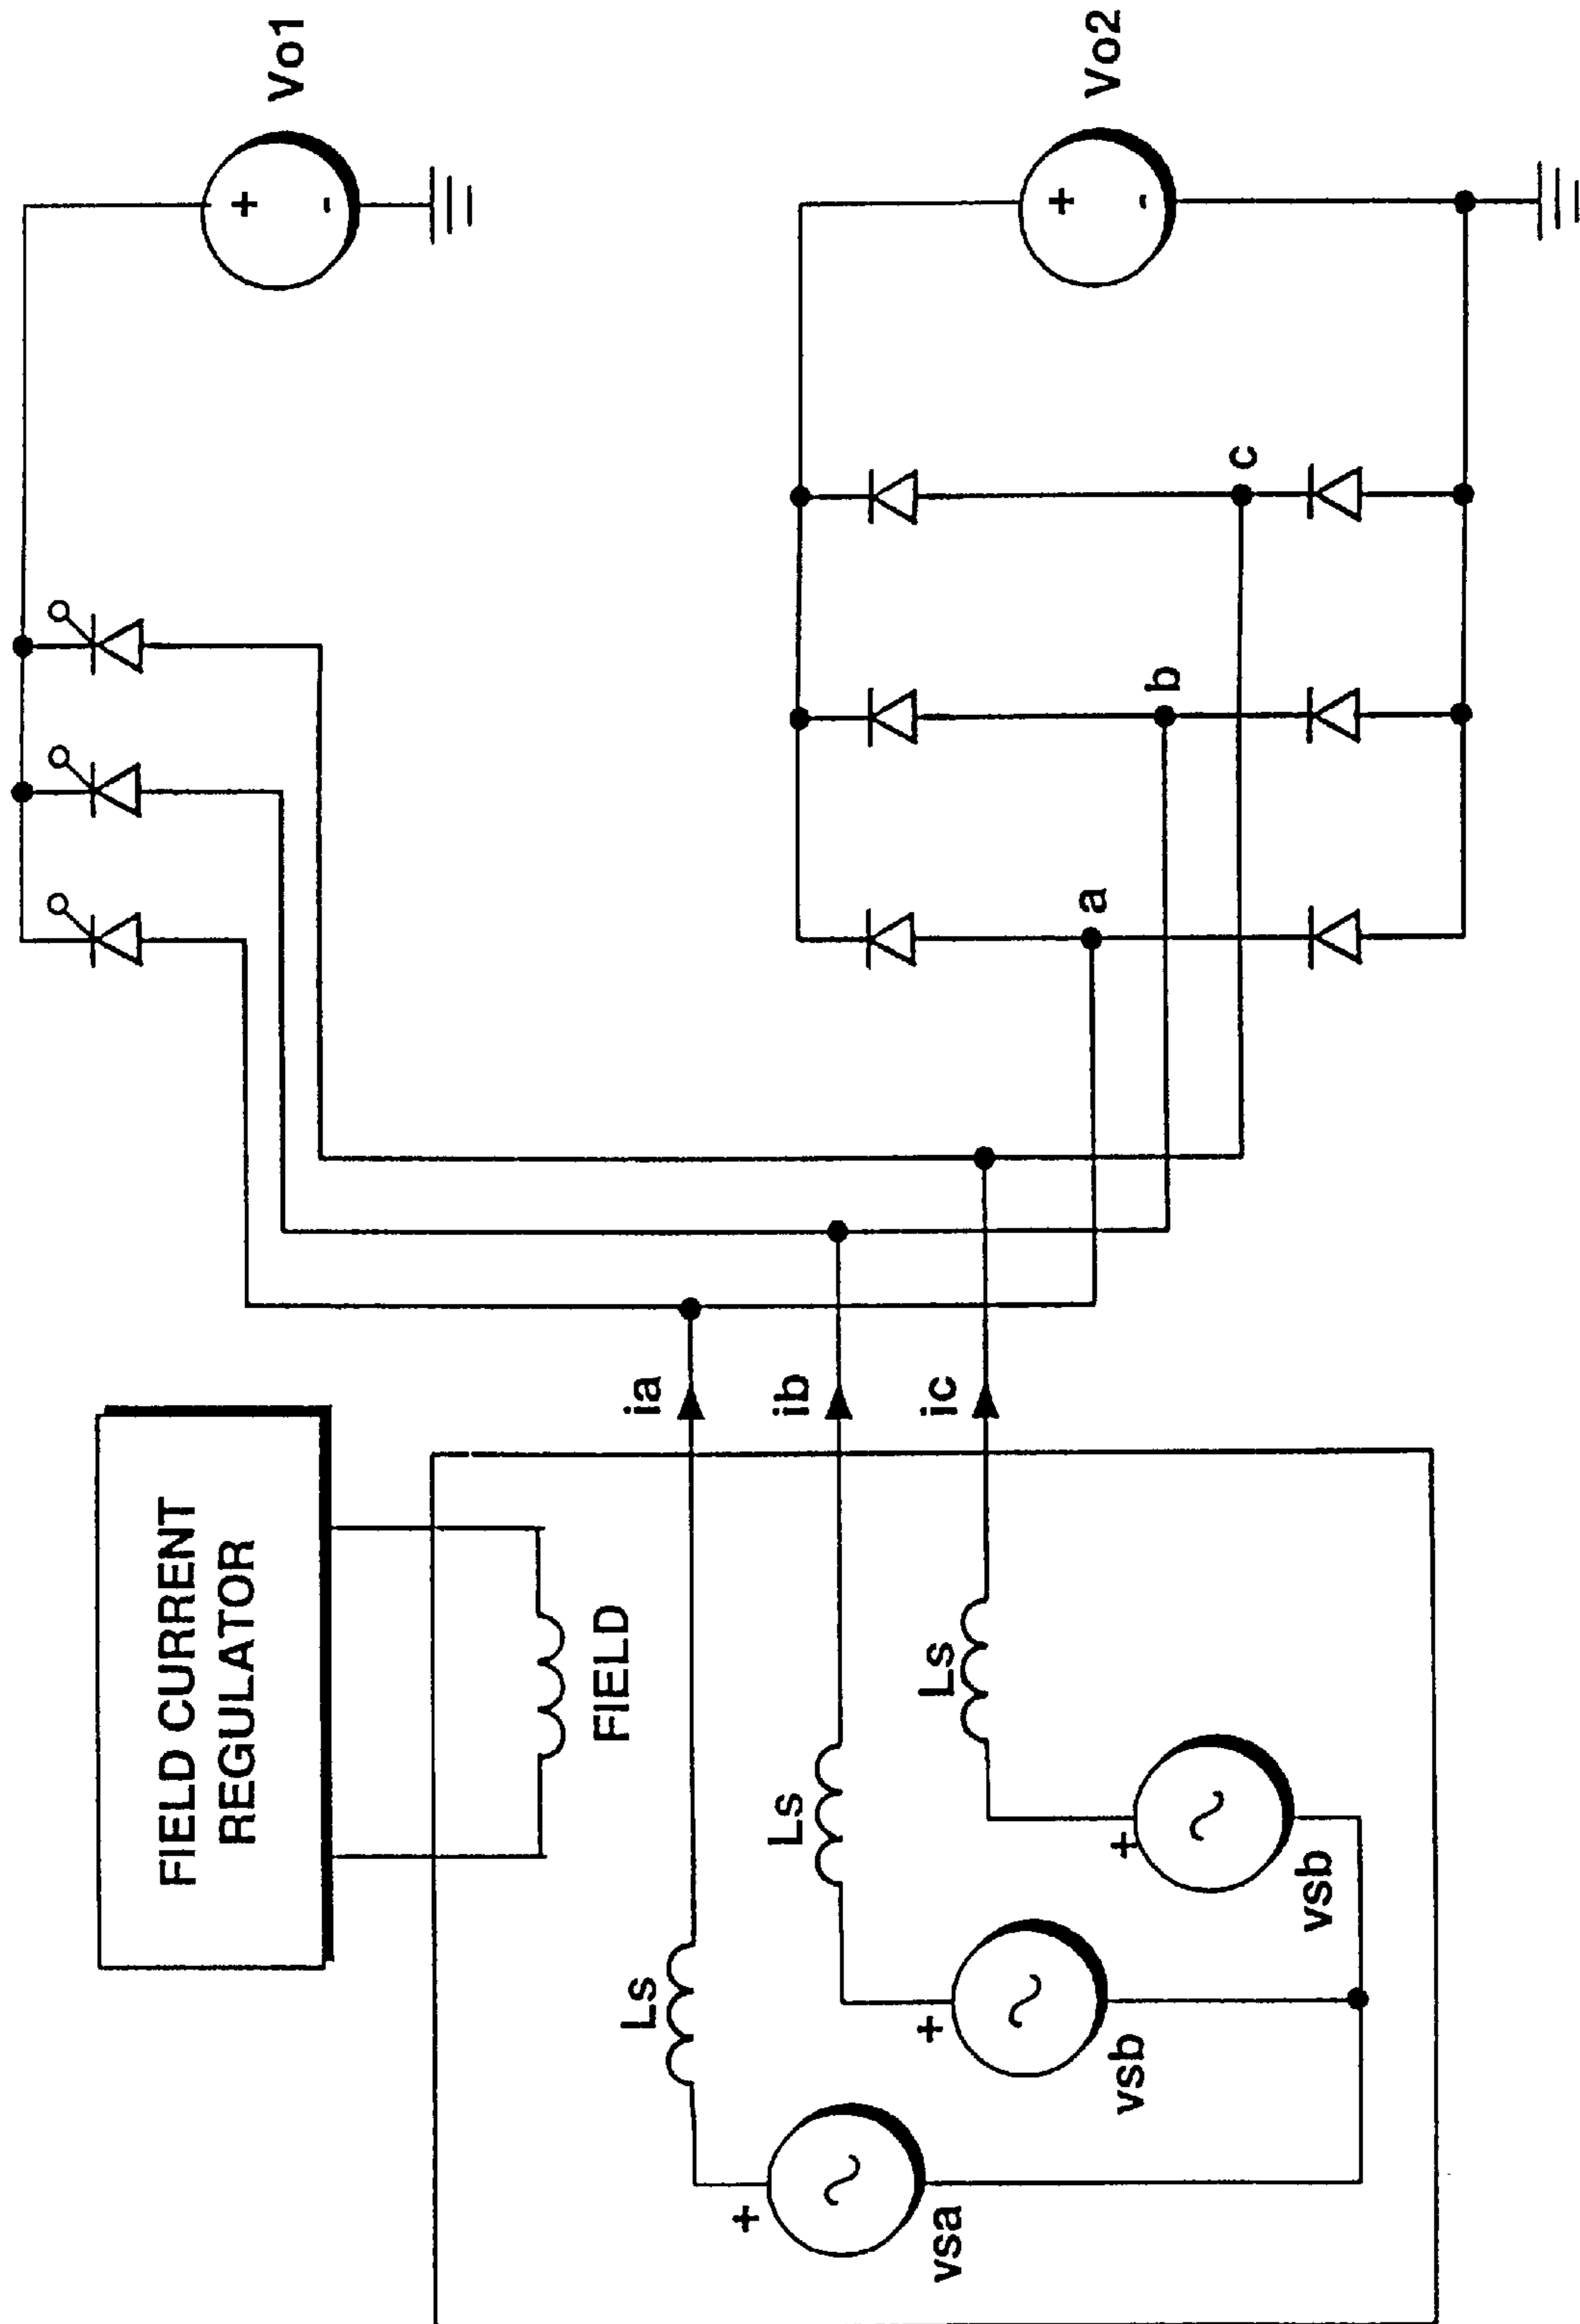 FIELD CURRENT
REGULATOR
FIELD
Ls
Ls
Ls
+
vsa
+
vsb
+
vsb
ia
ib
ic
a
b
c
+
-
Vo1
+
-
Vo2